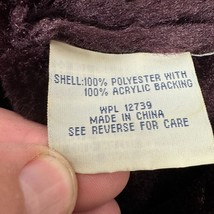 SHELL:100% POLYESTER WITH
100% ACRYLIC BACKING
WPL 12739
MADE IN CHINA
SEE REVERSE FOR CARE